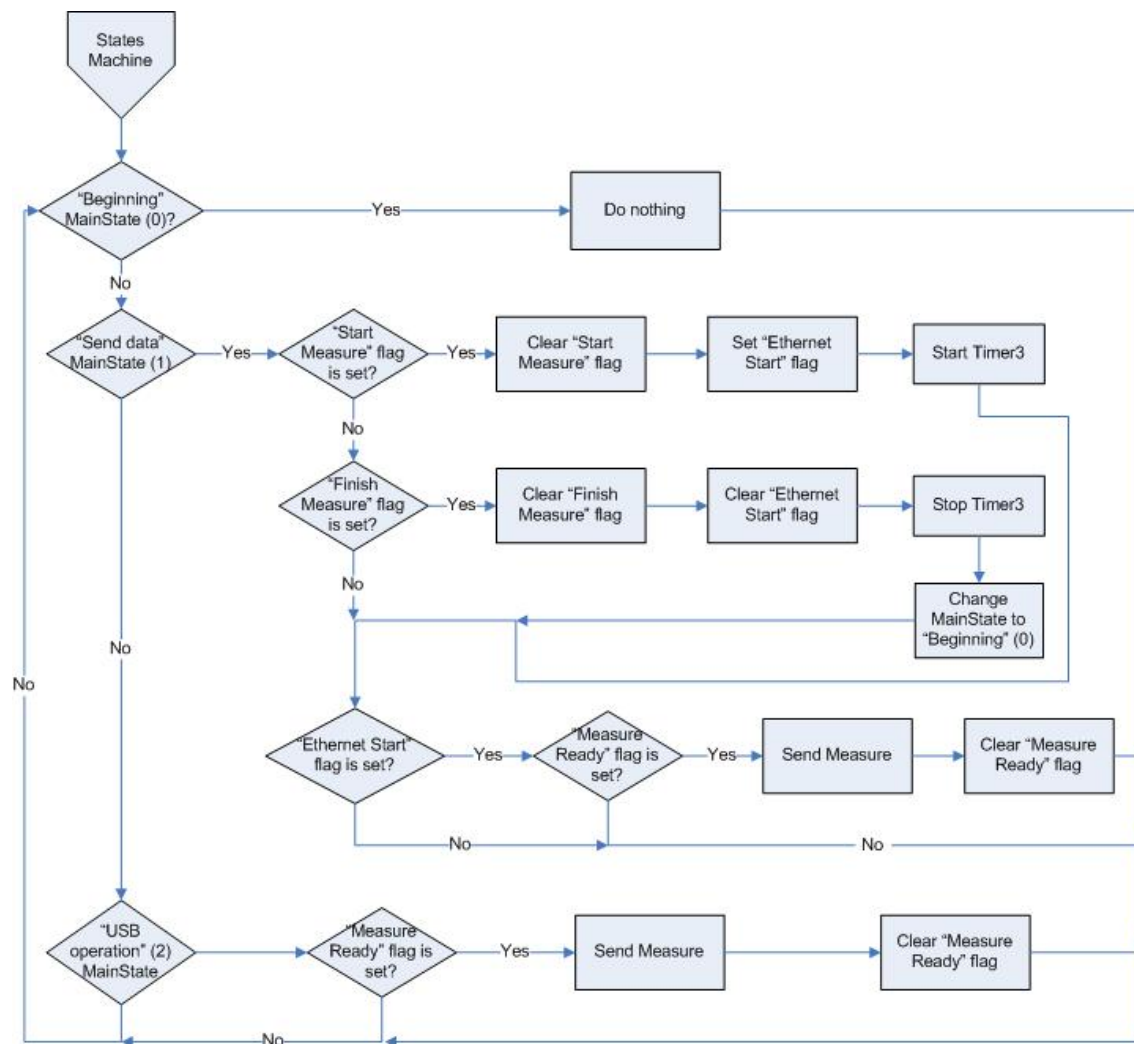 States
Machine
“Beginning”
MainState (0)?
Yes
Do nothing
No
“Send data”
MainState (1)
Yes
“Start
Measure” flag
is set?
Yes
Clear “Start
Measure” flag
Set “Ethernet
Start” flag
Start Timer3
No
“Finish
Measure” flag
is set?
Yes
Clear “Finish
Measure” flag
Clear “Ethernet
Start” flag
Stop Timer3
No
Change
MainState to
“Beginning” (0)
No
No
“Ethernet Start”
flag is set?
Yes
“Measure
Ready” flag is
set?
Yes
Send Measure
Clear “Measure
Ready” flag
No
No
“USB
operation” (2)
MainState
“Measure
Ready” flag is
set?
Yes
Send Measure
Clear “Measure
Ready” flag
No